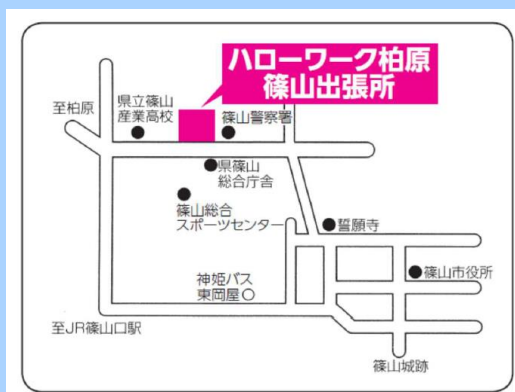 ハローワーク柏原
篠山出張所
至柏原
県立篠山
産業高校
篠山警察署
県篠山
総合庁舎
篠山総合
スポーツセンター
誓願寺
篠山市役所
神姫バス
東岡屋
至JR篠山口駅
篠山城跡